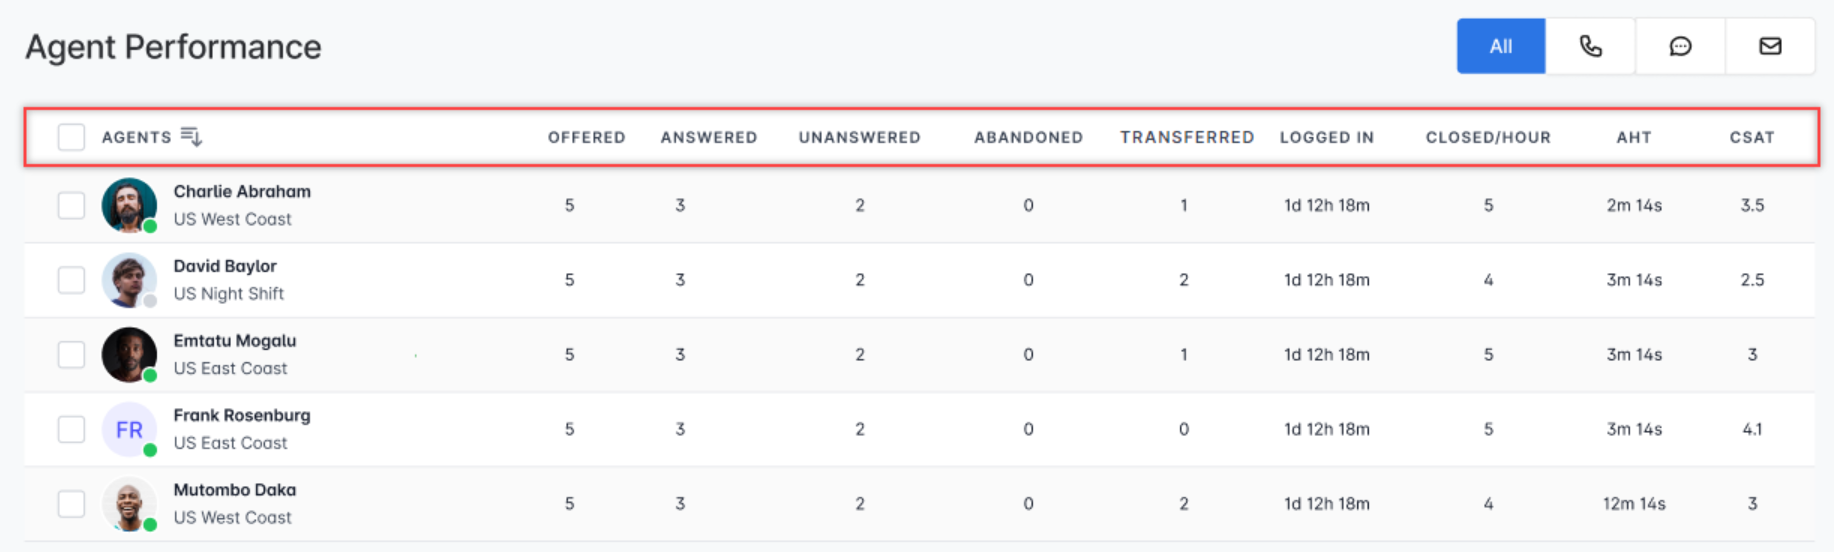 Agent Performance
All
AGENTS OFFERED ANSWERED UNANSWERED ABANDONED TRANSFERRED LOGGED IN CLOSED/HOUR AHT CSAT
Charlie Abraham
US West Coast
5 3 2 0 1 1d 12h 18m 5 2m 14s 3.5
David Baylor
US Night Shift
5 3 2 0 2 1d 12h 18m 4 3m 14s 2.5
Emtatu Mogalu
US East Coast
5 3 2 0 1 1d 12h 18m 5 3m 14s 3
FR
Frank Rosenburg
US East Coast
5 3 2 0 0 1d 12h 18m 5 3m 14s 4.1
Mutombo Daka
US West Coast
5 3 2 0 2 1d 12h 18m 4 12m 14s 3